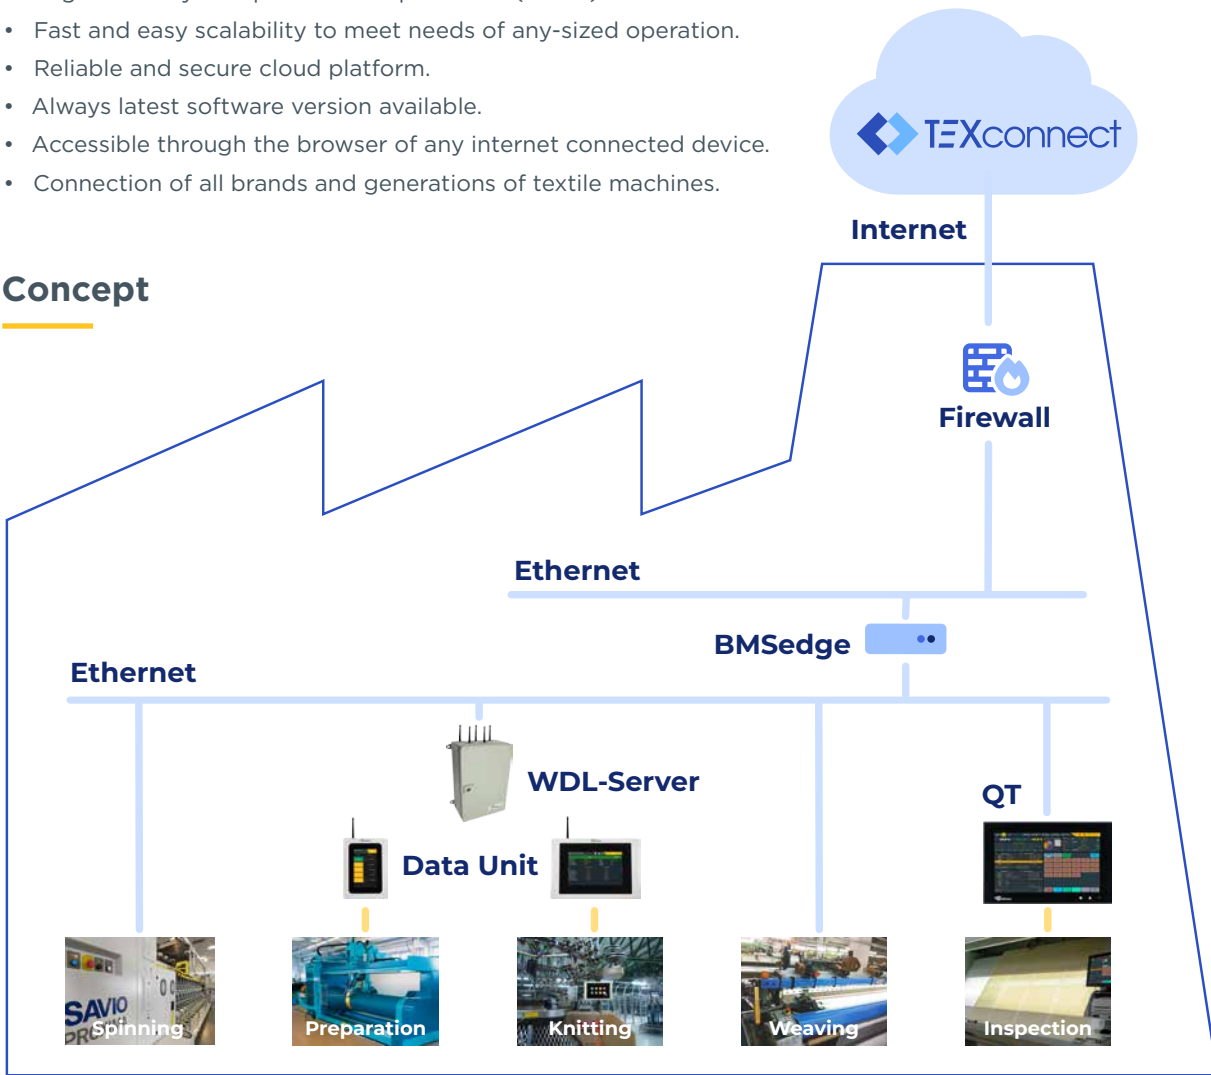 • Fast and easy scalability to meet needs of any-sized operation.
• Reliable and secure cloud platform.
• Always latest software version available.
• Accessible through the browser of any internet connected device.
• Connection of all brands and generations of textile machines.
TEXconnect
Internet
Concept
Firewall
Ethernet
BMSedge
Ethernet
WDL-Server
QT
Data Unit
SAVIO
Spinning
Preparation
Knitting
Weaving
Inspection